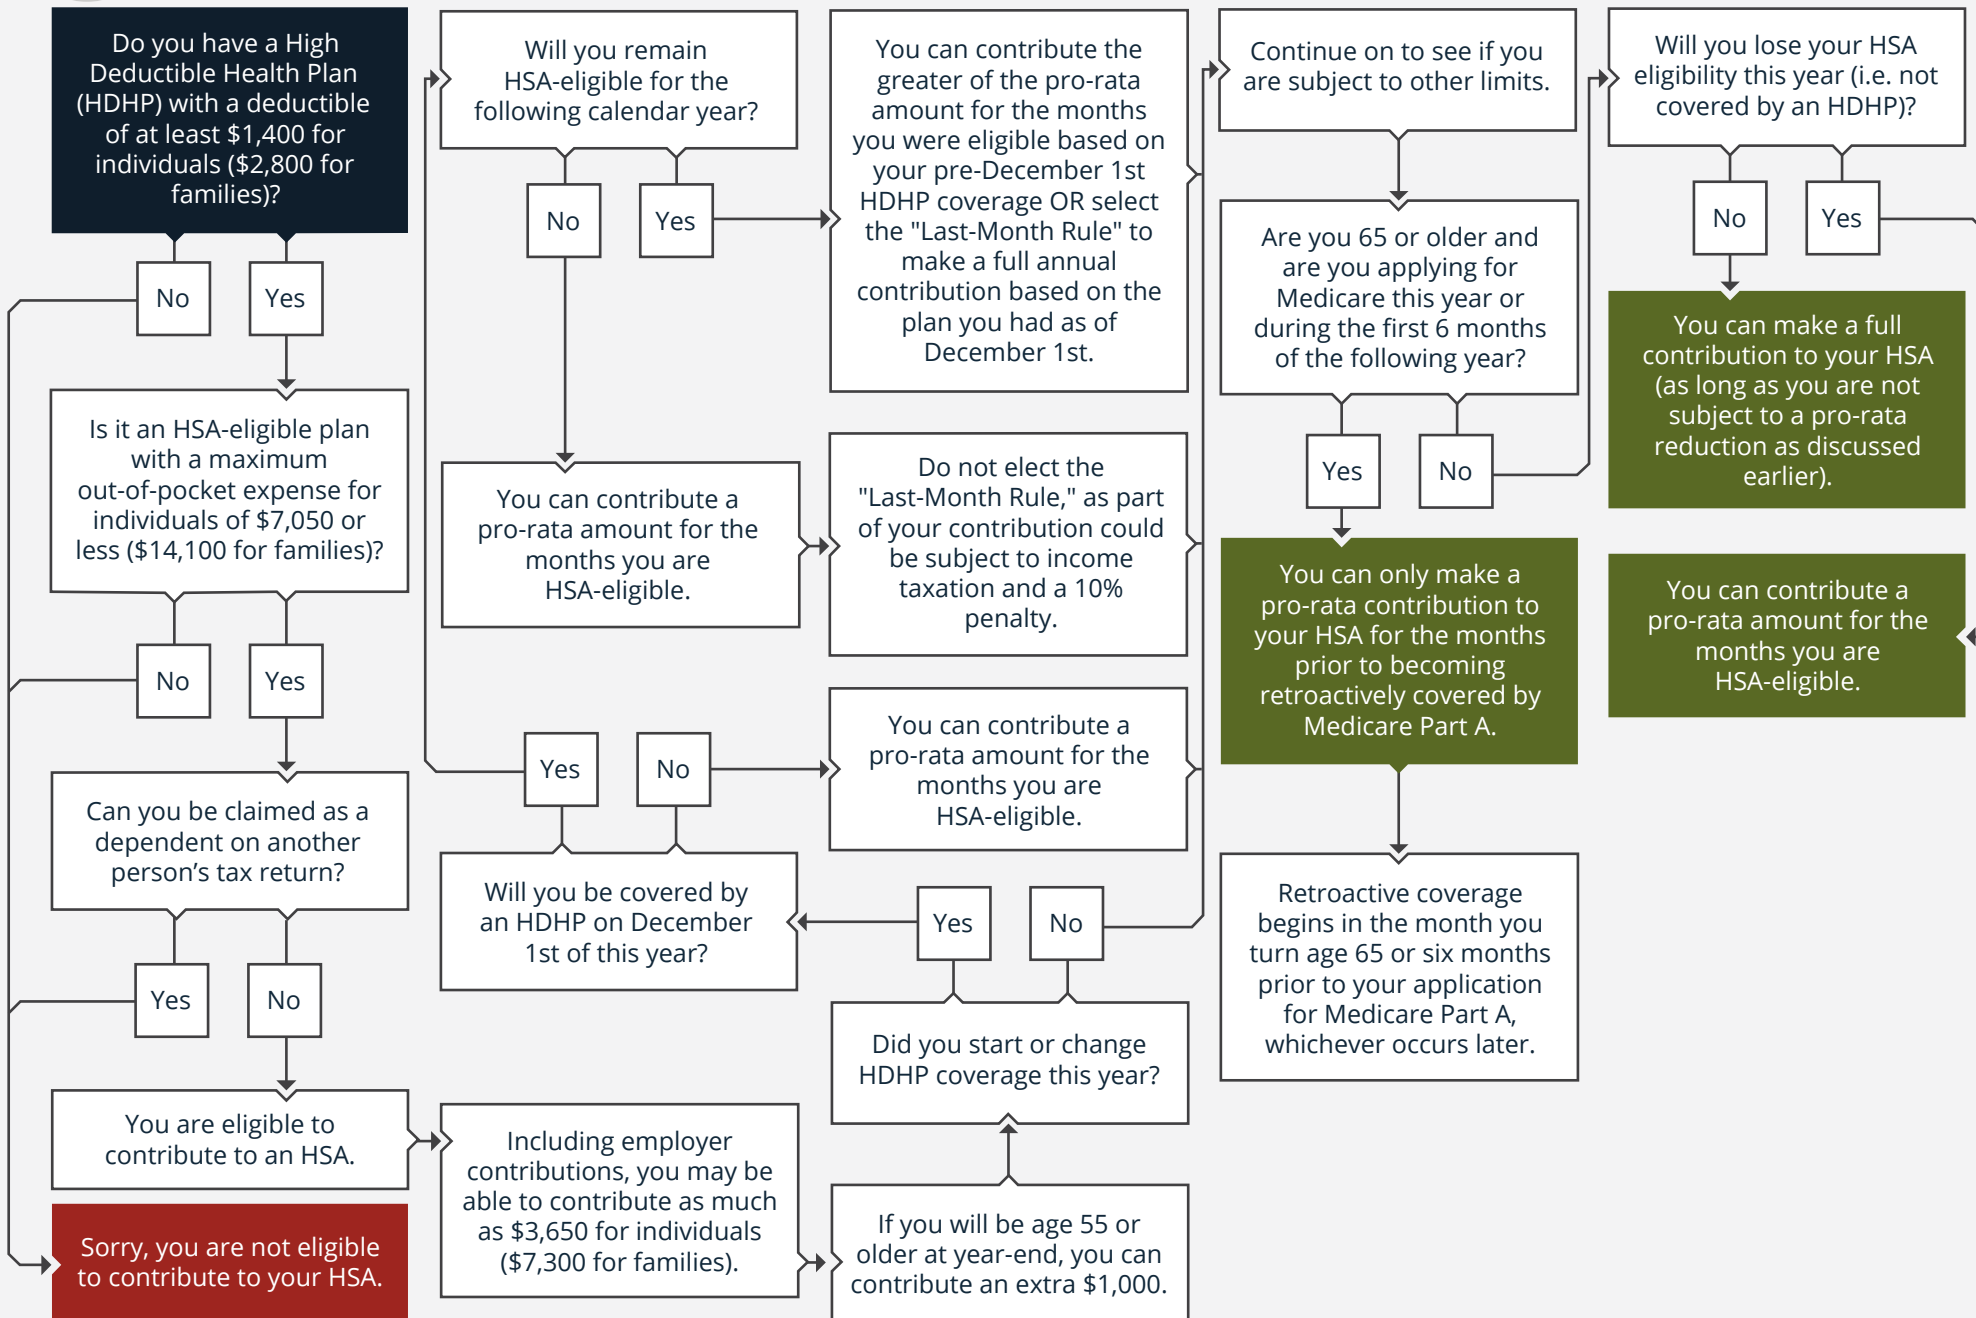 Do you have a High
Deductible Health Plan
(HDHP) with a deductible
of at least $1,400 for
individuals ($2,800 for
families)?
No
Yes
Is it an HSA-eligible plan
with a maximum
out-of-pocket expense for
individuals of $7,050 or
less ($14,100 for families)?
No
Yes
Can you be claimed as a
dependent on another
person’s tax return?
Yes
No
You are eligible to
contribute to an HSA.
Sorry, you are not eligible
to contribute to your HSA.
Will you remain
HSA-eligible for the
following calendar year?
No
Yes
You can contribute a
pro-rata amount for the
months you are
HSA-eligible.
Yes
No
Will you be covered by
an HDHP on December
1st of this year?
Including employer
contributions, you may be
able to contribute as much
as $3,650 for individuals
($7,300 for families).
You can contribute the
greater of the pro-rata
amount for the months
you were eligible based on
your pre-December 1st
HDHP coverage OR select
the "Last-Month Rule" to
make a full annual
contribution based on the
plan you had as of
December 1st.
Do not elect the
"Last-Month Rule," as part
of your contribution could
be subject to income
taxation and a 10%
penalty.
You can contribute a
pro-rata amount for the
months you are
HSA-eligible.
Yes
No
Did you start or change
HDHP coverage this year?
If you will be age 55 or
older at year-end, you can
contribute an extra $1,000.
Continue on to see if you
are subject to other limits.
Are you 65 or older and
are you applying for
Medicare this year or
during the first 6 months
of the following year?
Yes
No
You can only make a
pro-rata contribution to
your HSA for the months
prior to becoming
retroactively covered by
Medicare Part A.
Retroactive coverage
begins in the month you
turn age 65 or six months
prior to your application
for Medicare Part A,
whichever occurs later.
Will you lose your HSA
eligibility this year (i.e. not
covered by an HDHP)?
No
Yes
You can make a full
contribution to your HSA
(as long as you are not
subject to a pro-rata
reduction as discussed
earlier).
You can contribute a
pro-rata amount for the
months you are
HSA-eligible.